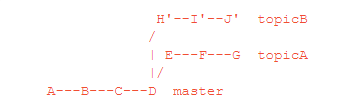 H'--I'--J'  topicB
/
| E---F---G  topicA
|/
A---B---C---D  master